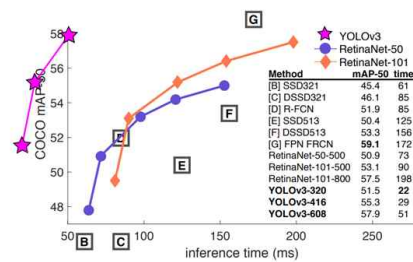 G
YOLOv3
RetinaNet-50
RetinaNet-101
58
56
54
52
50
48
COCO mAP-50
D
E
F
B
C
50
100
150
200
250
inference time (ms)
Method mAP-50 time
[B] SSD321 45.4 61
[C] DSSD321 46.1 85
[D] R-FCN 51.9 85
[E] SSD513 50.4 125
[F] DSSD513 53.3 156
[G] FPN FRCN 59.1 172
RetinaNet-50-500 50.9 73
RetinaNet-101-500 53.1 90
RetinaNet-101-800 57.5 198
YOLOv3-320 51.5 22
YOLOv3-416 55.3 29
YOLOv3-608 57.9 51